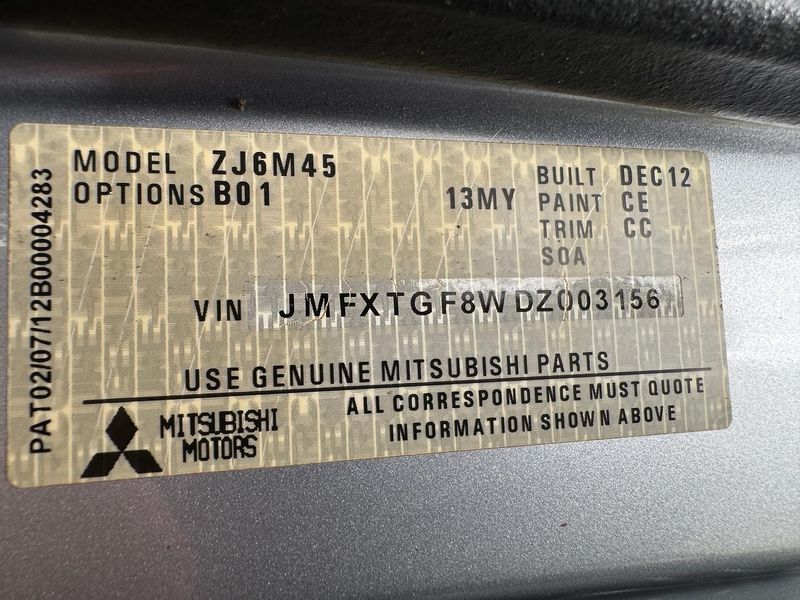 MODEL ZJ6M45
OPTIONS B01
13MY
BUILT DEC12
PAINT CE
TRIM CC
SOA
VIN JMFXTGF8WDZ003156
USE GENUINE MITSUBISHI PARTS
ALL CORRESPONDENCE MUST QUOTE
INFORMATION SHOWN ABOVE
MITSUBISHI
MOTORS
PAT02/07/12B00004283